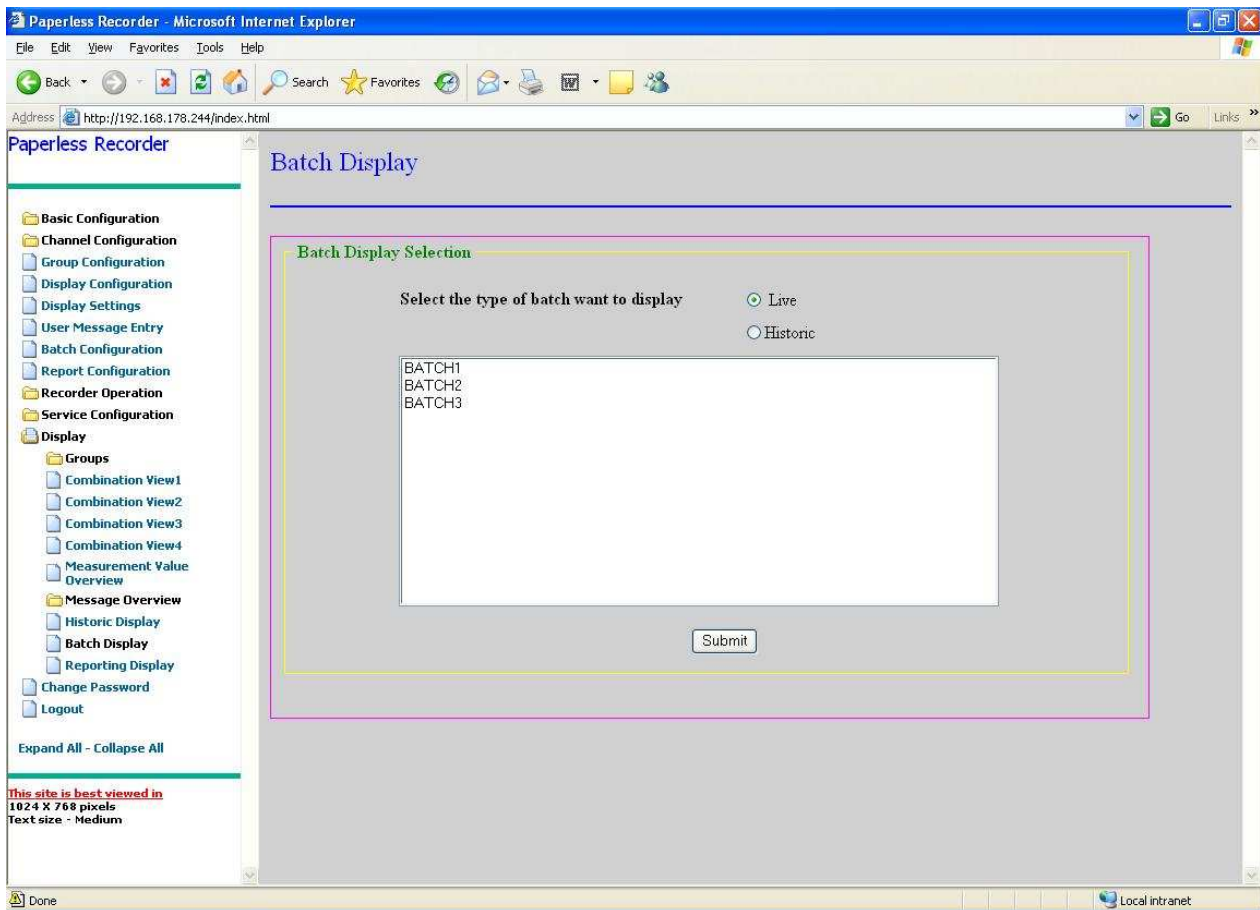 Paperless Recorder - Microsoft Internet Explorer
File Edit View Favorites Tools Help
Back Search Favorites
Address http://192.168.178.244/index.html Go Links »
Paperless Recorder
Basic Configuration
Channel Configuration
Group Configuration
Display Configuration
Display Settings
User Message Entry
Batch Configuration
Report Configuration
Recorder Operation
Service Configuration
Display
Groups
Combination View1
Combination View2
Combination View3
Combination View4
Measurement Value
Overview
Message Overview
Historic Display
Batch Display
Reporting Display
Change Password
Logout
Expand All - Collapse All
This site is best viewed in
1024 X 768 pixels
Text size - Medium
Batch Display
Batch Display Selection
Select the type of batch want to display
Live
Historic
BATCH1
BATCH2
BATCH3
Submit
Done
Local intranet